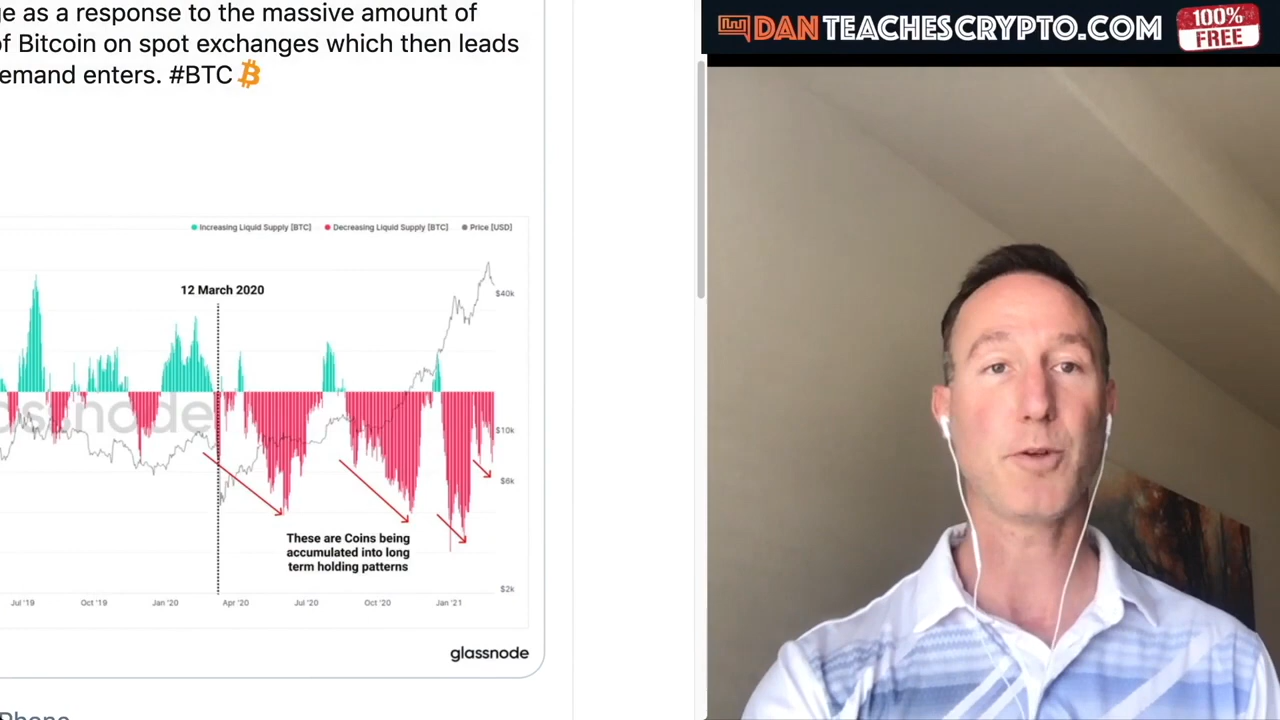 ge as a response to the massive amount of
of Bitcoin on spot exchanges which then leads
emand enters. #BTC
DANTEACHESCRYPTO.COM
100%
FREE
Increasing Liquid Supply [BTC] Decreasing Liquid Supply [BTC] Price [USD]
12 March 2020
$40k
$10k
$6k
$2k
These are Coins being
accumulated into long
term holding patterns
Jul '19 Oct '19 Jan '20 Apr '20 Jul '20 Oct '20 Jan '21
glassnode